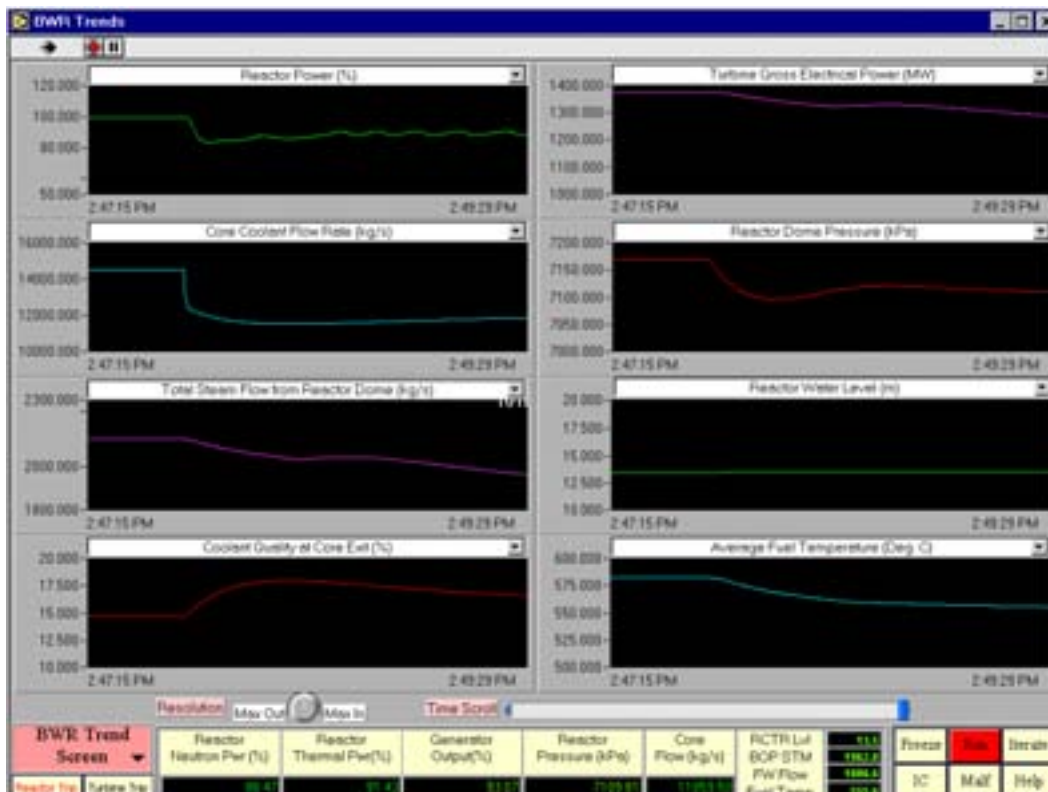 BWR Trends
Reactor Power (%)
120.000
100.000
80.000
50.000
2:47:15 PM 2:49:29 PM
Turbine Gross Electrical Power (MW)
1400.000
1300.000
1200.000
1100.000
1000.000
2:47:15 PM 2:49:29 PM
Core Coolant Flow Rate (kg/s)
16000.000
14000.000
12000.000
10000.000
2:47:15 PM 2:49:29 PM
Reactor Dome Pressure (kPa)
7200.000
7150.000
7100.000
7050.000
7000.000
2:47:15 PM 2:49:29 PM
Total Steam Flow from Reactor Dome (kg/s)
2300.000
2000.000
1800.000
2:47:15 PM 2:49:29 PM
Reactor Water Level (m)
20.000
17.500
15.000
12.500
10.000
2:47:15 PM 2:49:29 PM
Coolant Quality at Core Exit (%)
20.000
17.500
15.000
12.500
10.000
2:47:15 PM 2:49:29 PM
Average Fuel Temperature (Deg. C)
600.000
575.000
550.000
525.000
500.000
2:47:15 PM 2:49:29 PM
Resolution Max Out Max In Time Scroll
BWR Trend
Screen
Reactor Trip Turbine Trip
Reactor
Neutron Pwr (%)
Reactor
Thermal Pwr(%)
Generator
Output(%)
Reactor
Pressure (kPa)
Core
Flow (kg/s)
RCTR Lvl
BOP STM
FW Flow
Fuel Temp
Freeze Run Iterate
IC Malf Help